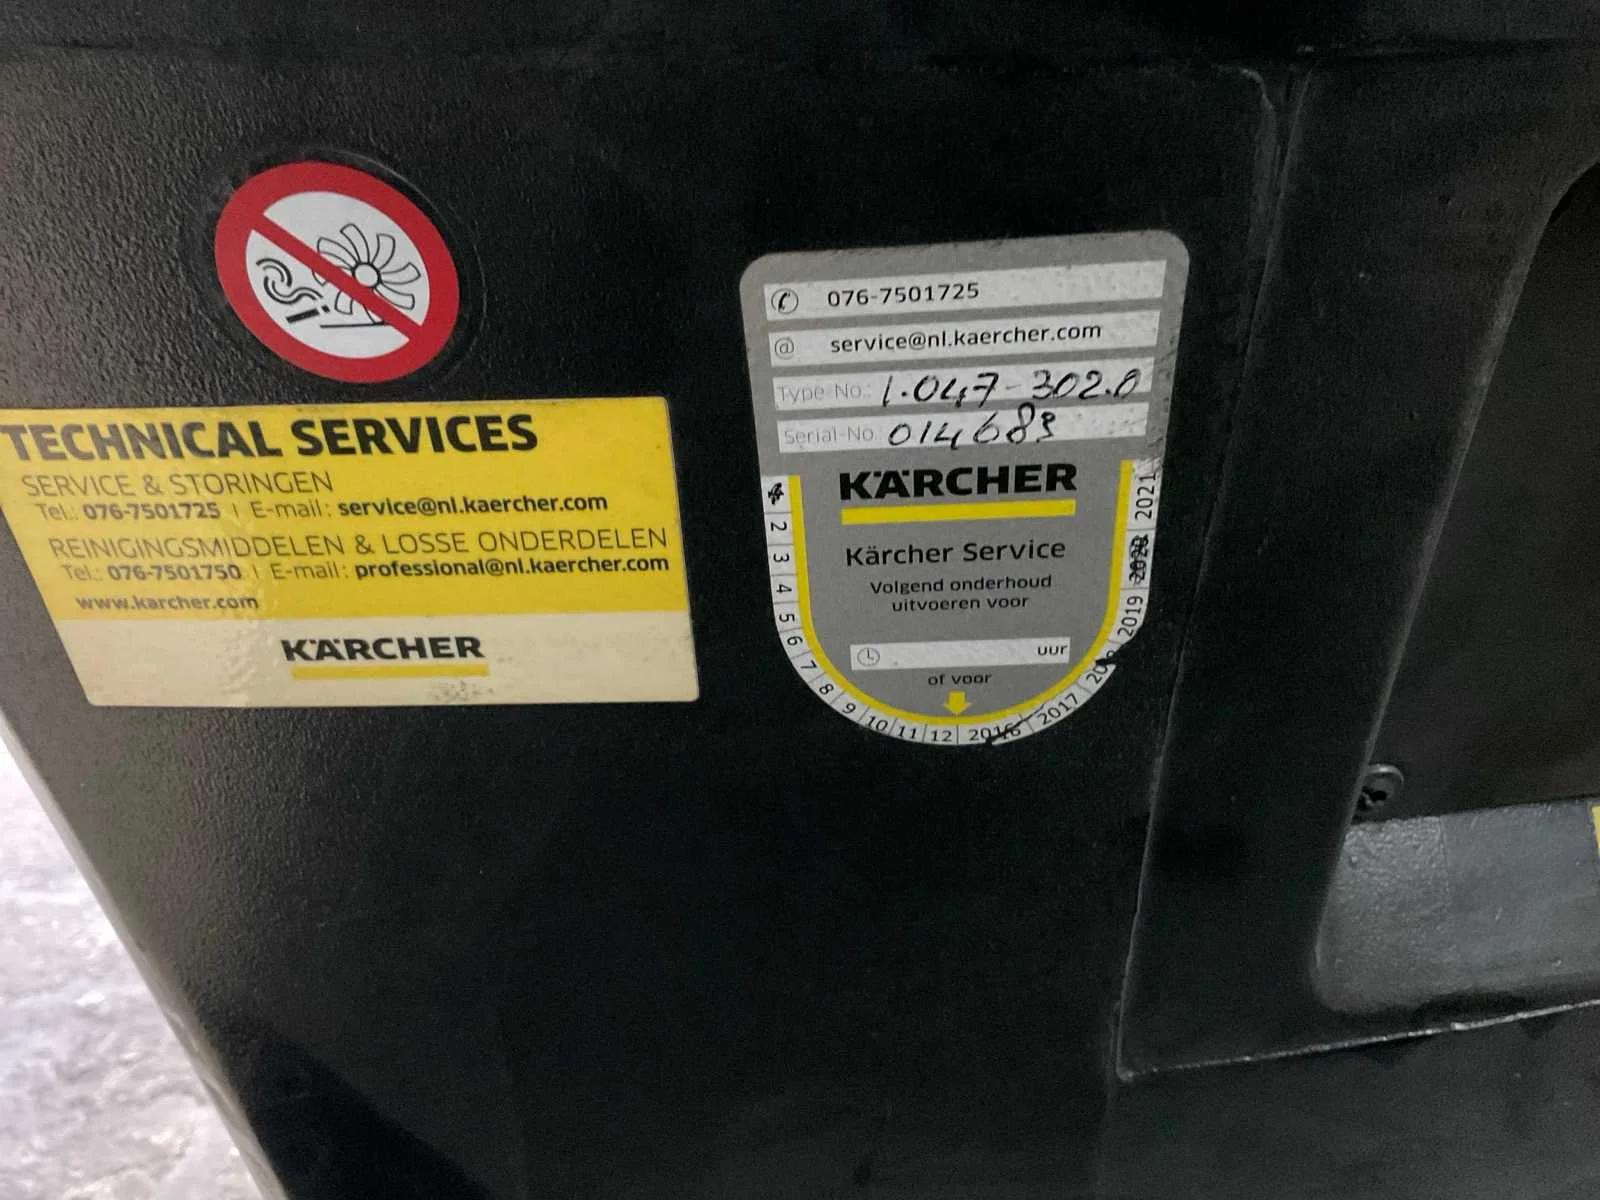 TECHNICAL SERVICES
SERVICE & STORINGEN
Tel.: 076-7501725 | E-mail: service@nl.kaercher.com
REINIGINGSMIDDELEN & LOSSE ONDERDELEN
Tel.: 076-7501750 | E-mail: professional@nl.kaercher.com
www.karcher.com
KÄRCHER
076-7501725
@ service@nl.kaercher.com
Type-No.: 1.047-302.0
Serial-No. 014683
KÄRCHER
Kärcher Service
Volgend onderhoud
uitvoeren voor
uur
of voor
2 3 4 5 6 7 8 9 10 11 12 2016 2017 2018 2019 2020 2021